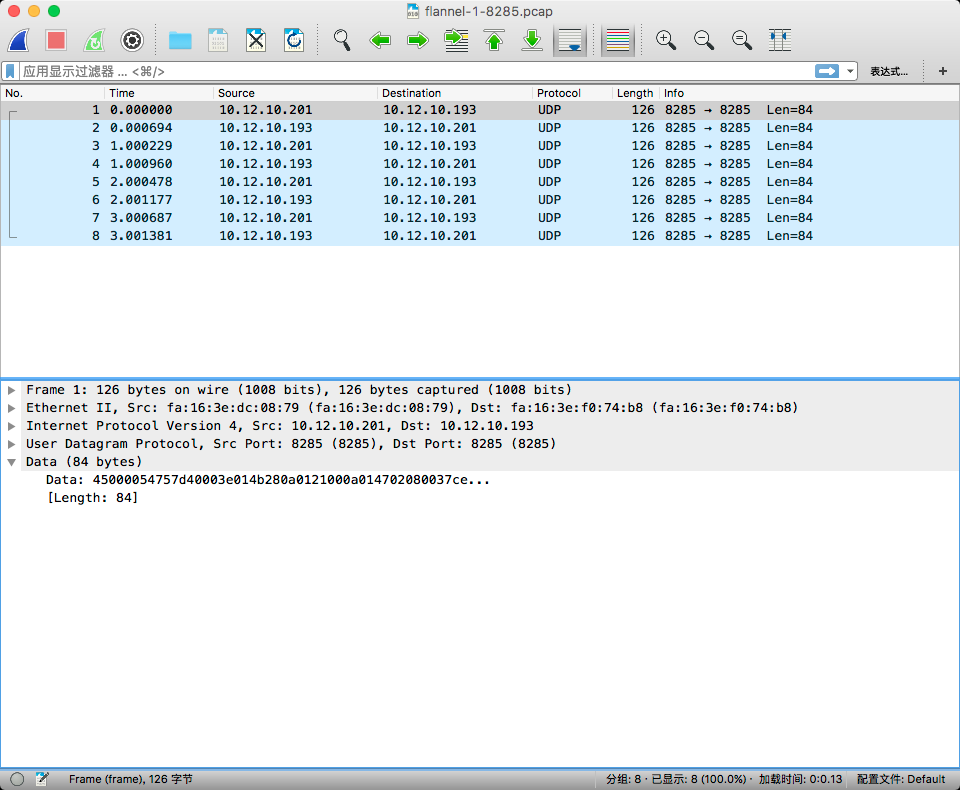 flannel-1-8285.pcap
应用显示过滤器 ... <⌘/>
表达式...
+
No. Time Source Destination Protocol Length Info
1 0.000000 10.12.10.201 10.12.10.193 UDP 126 8285 → 8285 Len=84
2 0.000694 10.12.10.193 10.12.10.201 UDP 126 8285 → 8285 Len=84
3 1.000229 10.12.10.201 10.12.10.193 UDP 126 8285 → 8285 Len=84
4 1.000960 10.12.10.193 10.12.10.201 UDP 126 8285 → 8285 Len=84
5 2.000478 10.12.10.201 10.12.10.193 UDP 126 8285 → 8285 Len=84
6 2.001177 10.12.10.193 10.12.10.201 UDP 126 8285 → 8285 Len=84
7 3.000687 10.12.10.201 10.12.10.193 UDP 126 8285 → 8285 Len=84
8 3.001381 10.12.10.193 10.12.10.201 UDP 126 8285 → 8285 Len=84
Frame 1: 126 bytes on wire (1008 bits), 126 bytes captured (1008 bits)
Ethernet II, Src: fa:16:3e:dc:08:79 (fa:16:3e:dc:08:79), Dst: fa:16:3e:f0:74:b8 (fa:16:3e:f0:74:b8)
Internet Protocol Version 4, Src: 10.12.10.201, Dst: 10.12.10.193
User Datagram Protocol, Src Port: 8285 (8285), Dst Port: 8285 (8285)
Data (84 bytes)
Data: 45000054757d40003e014b280a0121000a014702080037ce...
[Length: 84]
Frame (frame), 126 字节
分组: 8 · 已显示: 8 (100.0%) · 加载时间: 0:0.13
配置文件: Default